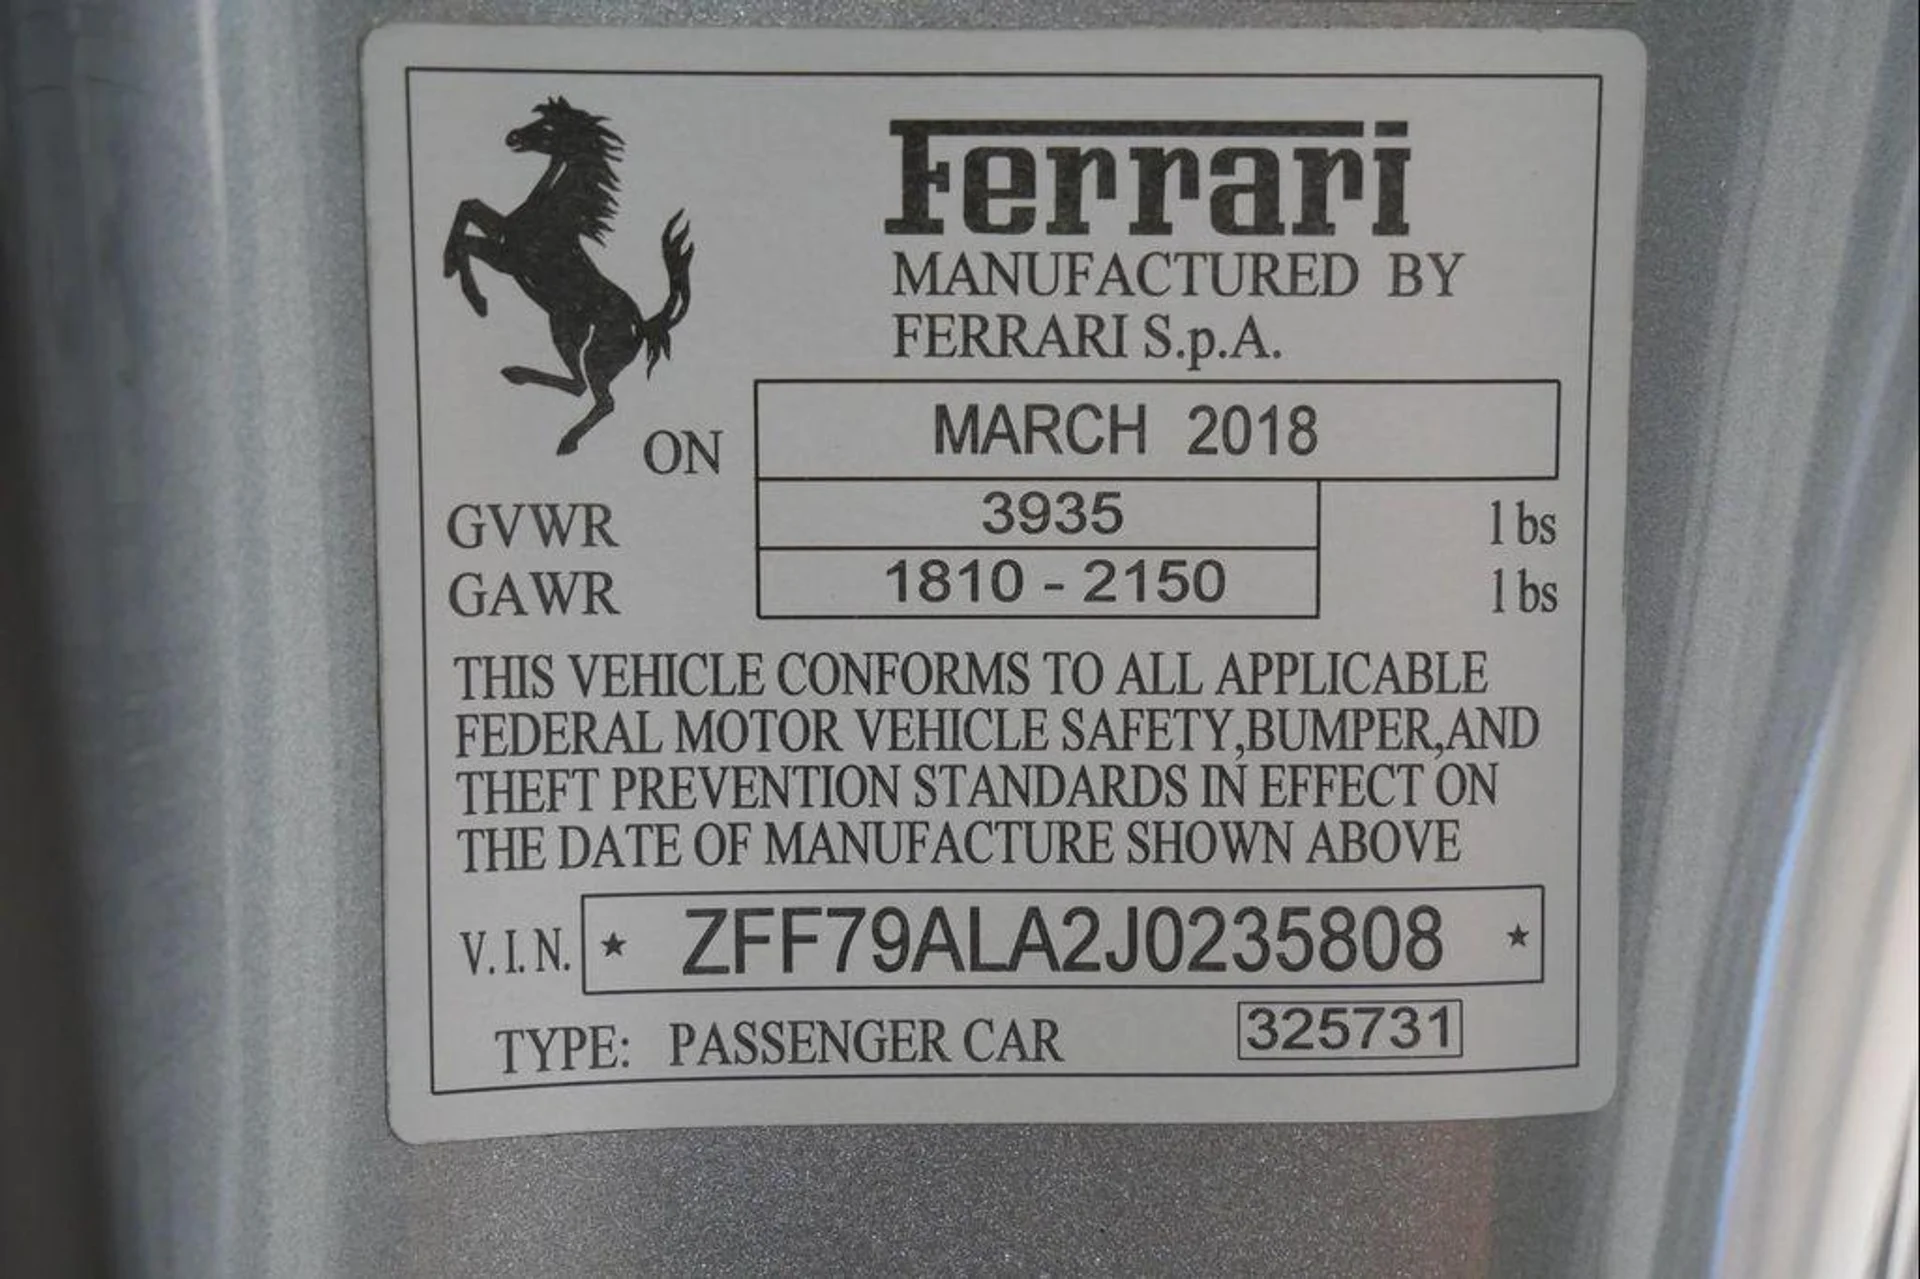 Ferrari
MANUFACTURED BY
FERRARI S.p.A.
ON MARCH 2018
GVWR 3935 lbs
GAWR 1810 - 2150 lbs
THIS VEHICLE CONFORMS TO ALL APPLICABLE
FEDERAL MOTOR VEHICLE SAFETY,BUMPER,AND
THEFT PREVENTION STANDARDS IN EFFECT ON
THE DATE OF MANUFACTURE SHOWN ABOVE
V.I.N. ★ ZFF79ALA2J0235808 ★
TYPE: PASSENGER CAR 325731